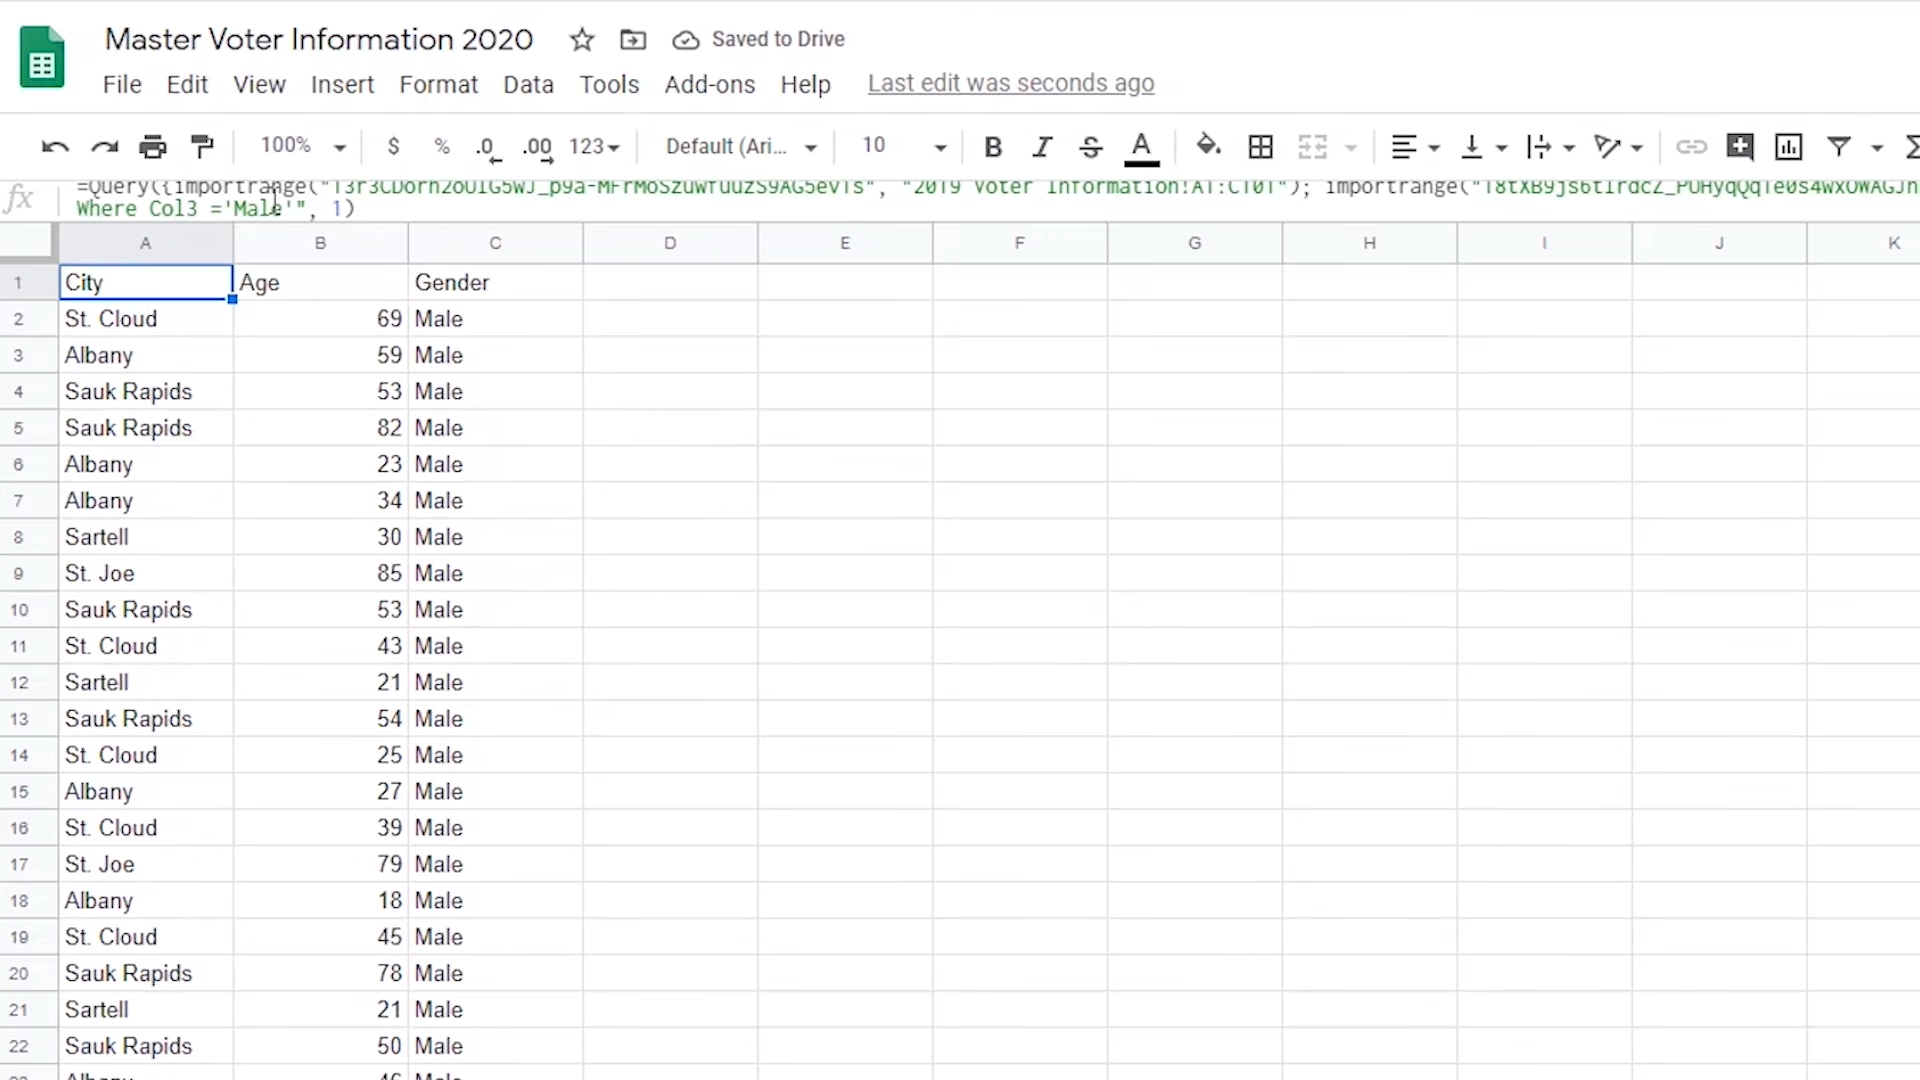 Master Voter Information 2020 Saved to Drive
File Edit View Insert Format Data Tools Add-ons Help Last edit was seconds ago
100% $ % .0 .00 123 Default (Ari... 10 B I S A
fx =Query({importrange( "2019 Voter Information!A1:C101"); importrange(
Where Col3 ='Male'", 1)
A B C D E F G H I J K
1 City Age Gender
2 St. Cloud 69 Male
3 Albany 59 Male
4 Sauk Rapids 53 Male
5 Sauk Rapids 82 Male
6 Albany 23 Male
7 Albany 34 Male
8 Sartell 30 Male
9 St. Joe 85 Male
10 Sauk Rapids 53 Male
11 St. Cloud 43 Male
12 Sartell 21 Male
13 Sauk Rapids 54 Male
14 St. Cloud 25 Male
15 Albany 27 Male
16 St. Cloud 39 Male
17 St. Joe 79 Male
18 Albany 18 Male
19 St. Cloud 45 Male
20 Sauk Rapids 78 Male
21 Sartell 21 Male
22 Sauk Rapids 50 Male